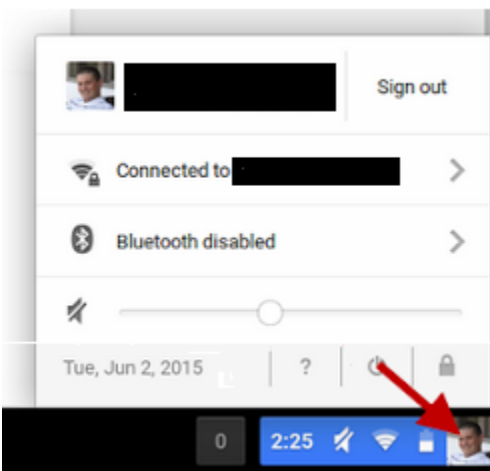 Sign out
Connected to
Bluetooth disabled
Tue, Jun 2, 2015 ?
0 2:25